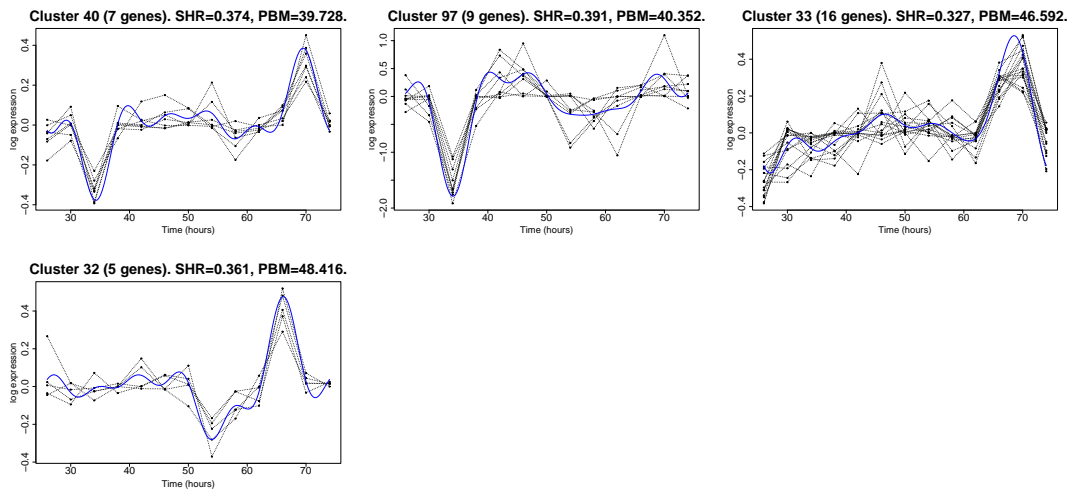 Cluster 40 (7 genes). SHR=0.374, PBM=39.728.
Cluster 97 (9 genes). SHR=0.391, PBM=40.352.
Cluster 33 (16 genes). SHR=0.327, PBM=46.592.
log expression
0.4
0.2
0.0
−0.2
−0.4
30 40 50 60 70
Time (hours)
log expression
1.0
0.5
0.0
−1.0
−2.0
30 40 50 60 70
Time (hours)
log expression
0.4
0.2
0.0
−0.2
−0.4
30 40 50 60 70
Time (hours)
Cluster 32 (5 genes). SHR=0.361, PBM=48.416.
log expression
0.4
0.2
0.0
−0.2
−0.4
30 40 50 60 70
Time (hours)